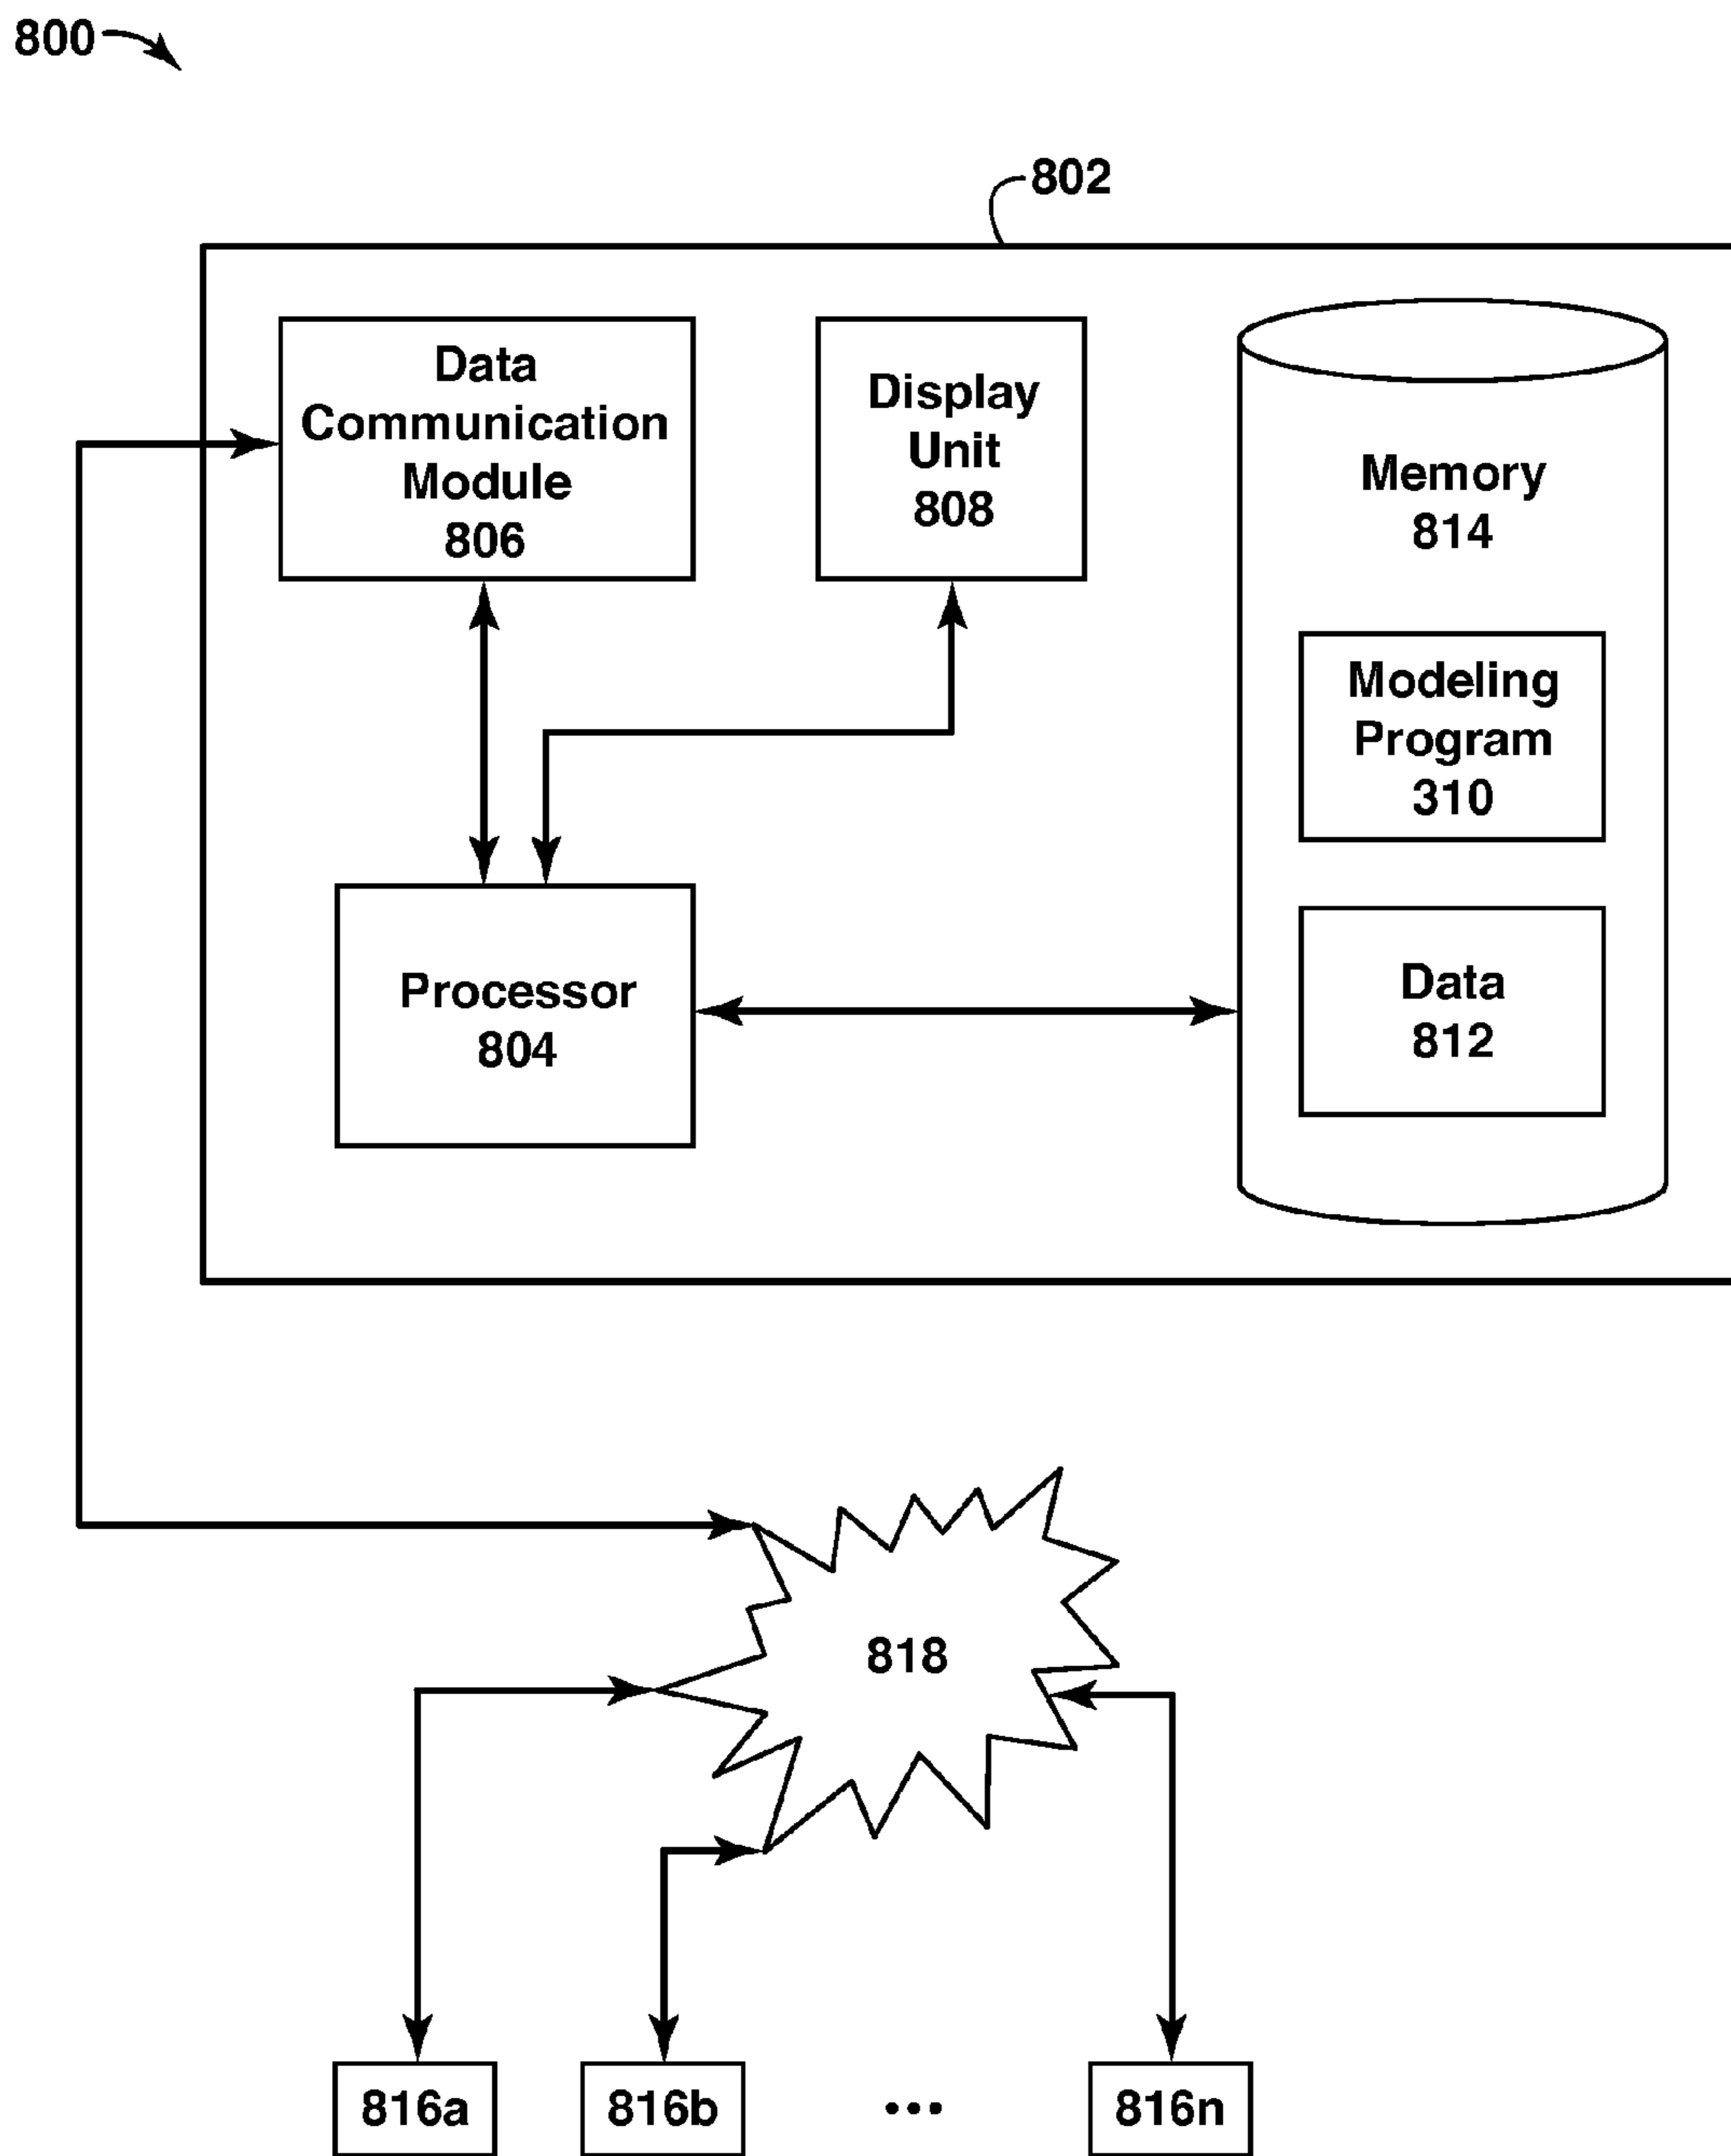 800
802
Data
Communication
Module
806
Display
Unit
808
Memory
814
Modeling
Program
310
Processor
804
Data
812
818
816a
816b
...
816n